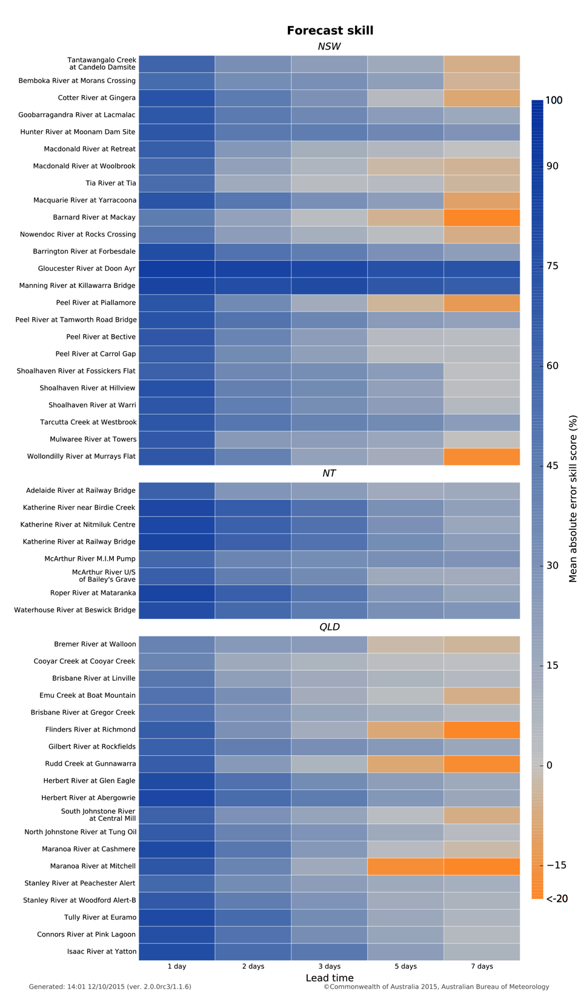 Forecast skill
NSW
Tantawangalo Creek
at Candelo Damsite
Bemboka River at Morans Crossing
Cotter River at Gingera
Goobarragandra River at Lacmalac
Hunter River at Moonam Dam Site
Macdonald River at Retreat
Macdonald River at Woolbrook
Tia River at Tia
Macquarie River at Yarracoona
Barnard River at Mackay
Nowendoc River at Rocks Crossing
Barrington River at Forbesdale
Gloucester River at Doon Ayr
Manning River at Killawarra Bridge
Peel River at Piallamore
Peel River at Tamworth Road Bridge
Peel River at Bective
Peel River at Carrol Gap
Shoalhaven River at Fossickers Flat
Shoalhaven River at Hillview
Shoalhaven River at Warri
Tarcutta Creek at Westbrook
Mulwaree River at Towers
Wollondilly River at Murrays Flat
NT
Adelaide River at Railway Bridge
Katherine River near Birdie Creek
Katherine River at Nitmiluk Centre
Katherine River at Railway Bridge
McArthur River M.I.M Pump
McArthur River U/S
of Bailey's Grave
Roper River at Mataranka
Waterhouse River at Beswick Bridge
QLD
Bremer River at Walloon
Cooyar Creek at Cooyar Creek
Brisbane River at Linville
Emu Creek at Boat Mountain
Brisbane River at Gregor Creek
Flinders River at Richmond
Gilbert River at Rockfields
Rudd Creek at Gunnawarra
Herbert River at Glen Eagle
Herbert River at Abergowrie
South Johnstone River
at Central Mill
North Johnstone River at Tung Oil
Maranoa River at Cashmere
Maranoa River at Mitchell
Stanley River at Peachester Alert
Stanley River at Woodford Alert-B
Tully River at Euramo
Connors River at Pink Lagoon
Isaac River at Yatton
1 day
2 days
3 days
5 days
7 days
Lead time
100
90
75
60
45
30
15
0
−15
<-20
Mean absolute error skill score (%)
Generated: 14:01 12/10/2015 (ver. 2.0.0rc3/1.1.6)
©Commonwealth of Australia 2015, Australian Bureau of Meteorology